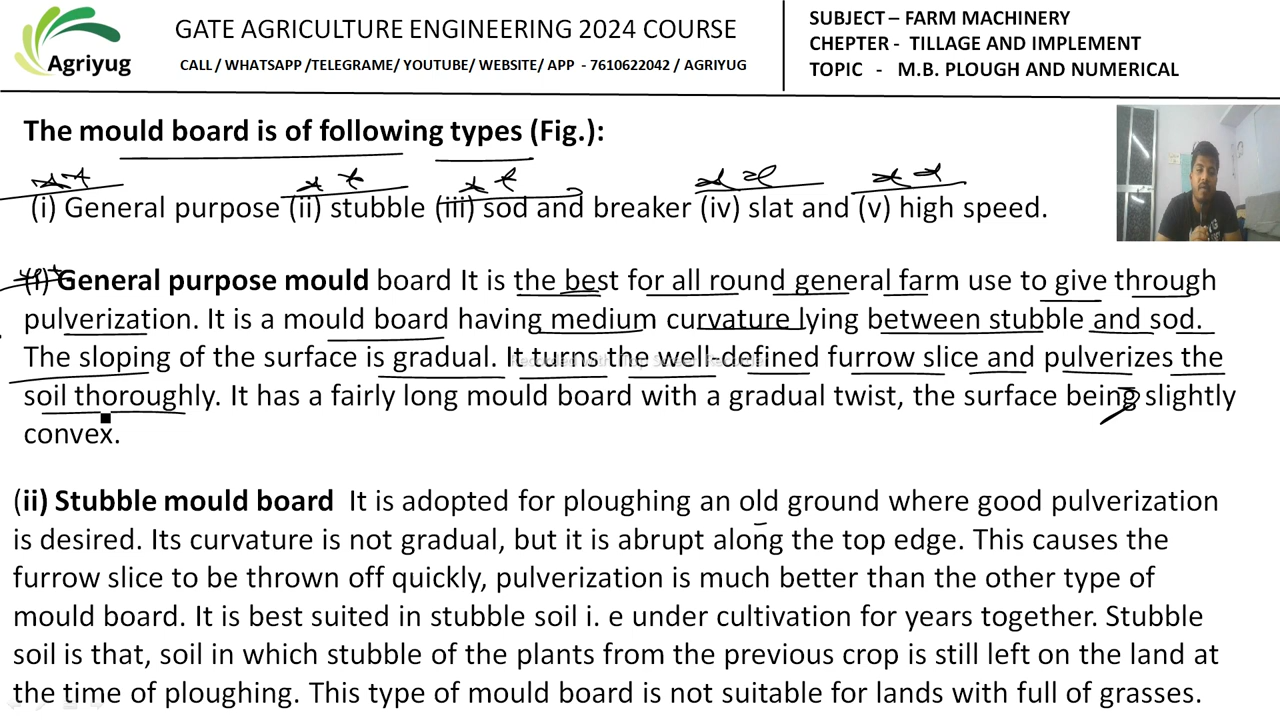 Agriyug
GATE AGRICULTURE ENGINEERING 2024 COURSE
CALL / WHATSAPP /TELEGRAME/ YOUTUBE/ WEBSITE/ APP - 7610622042 / AGRIYUG
SUBJECT – FARM MACHINERY
CHEPTER - TILLAGE AND IMPLEMENT
TOPIC - M.B. PLOUGH AND NUMERICAL
The mould board is of following types (Fig.):
(i) General purpose (ii) stubble (iii) sod and breaker (iv) slat and (v) high speed.
(i) General purpose mould board It is the best for all round general farm use to give through
pulverization. It is a mould board having medium curvature lying between stubble and sod.
The sloping of the surface is gradual. It turns the well-defined furrow slice and pulverizes the
soil thoroughly. It has a fairly long mould board with a gradual twist, the surface being slightly
convex.
(ii) Stubble mould board It is adopted for ploughing an old ground where good pulverization
is desired. Its curvature is not gradual, but it is abrupt along the top edge. This causes the
furrow slice to be thrown off quickly, pulverization is much better than the other type of
mould board. It is best suited in stubble soil i. e under cultivation for years together. Stubble
soil is that, soil in which stubble of the plants from the previous crop is still left on the land at
the time of ploughing. This type of mould board is not suitable for lands with full of grasses.